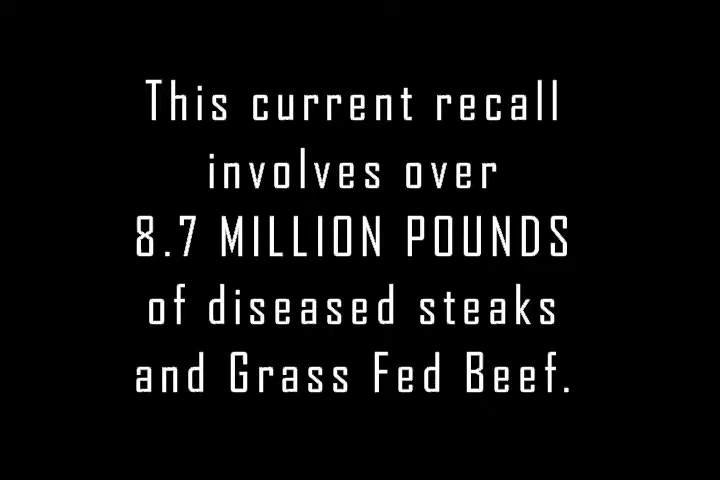 This current recall
involves over
8.7 MILLION POUNDS
of diseased steaks
and Grass Fed Beef.